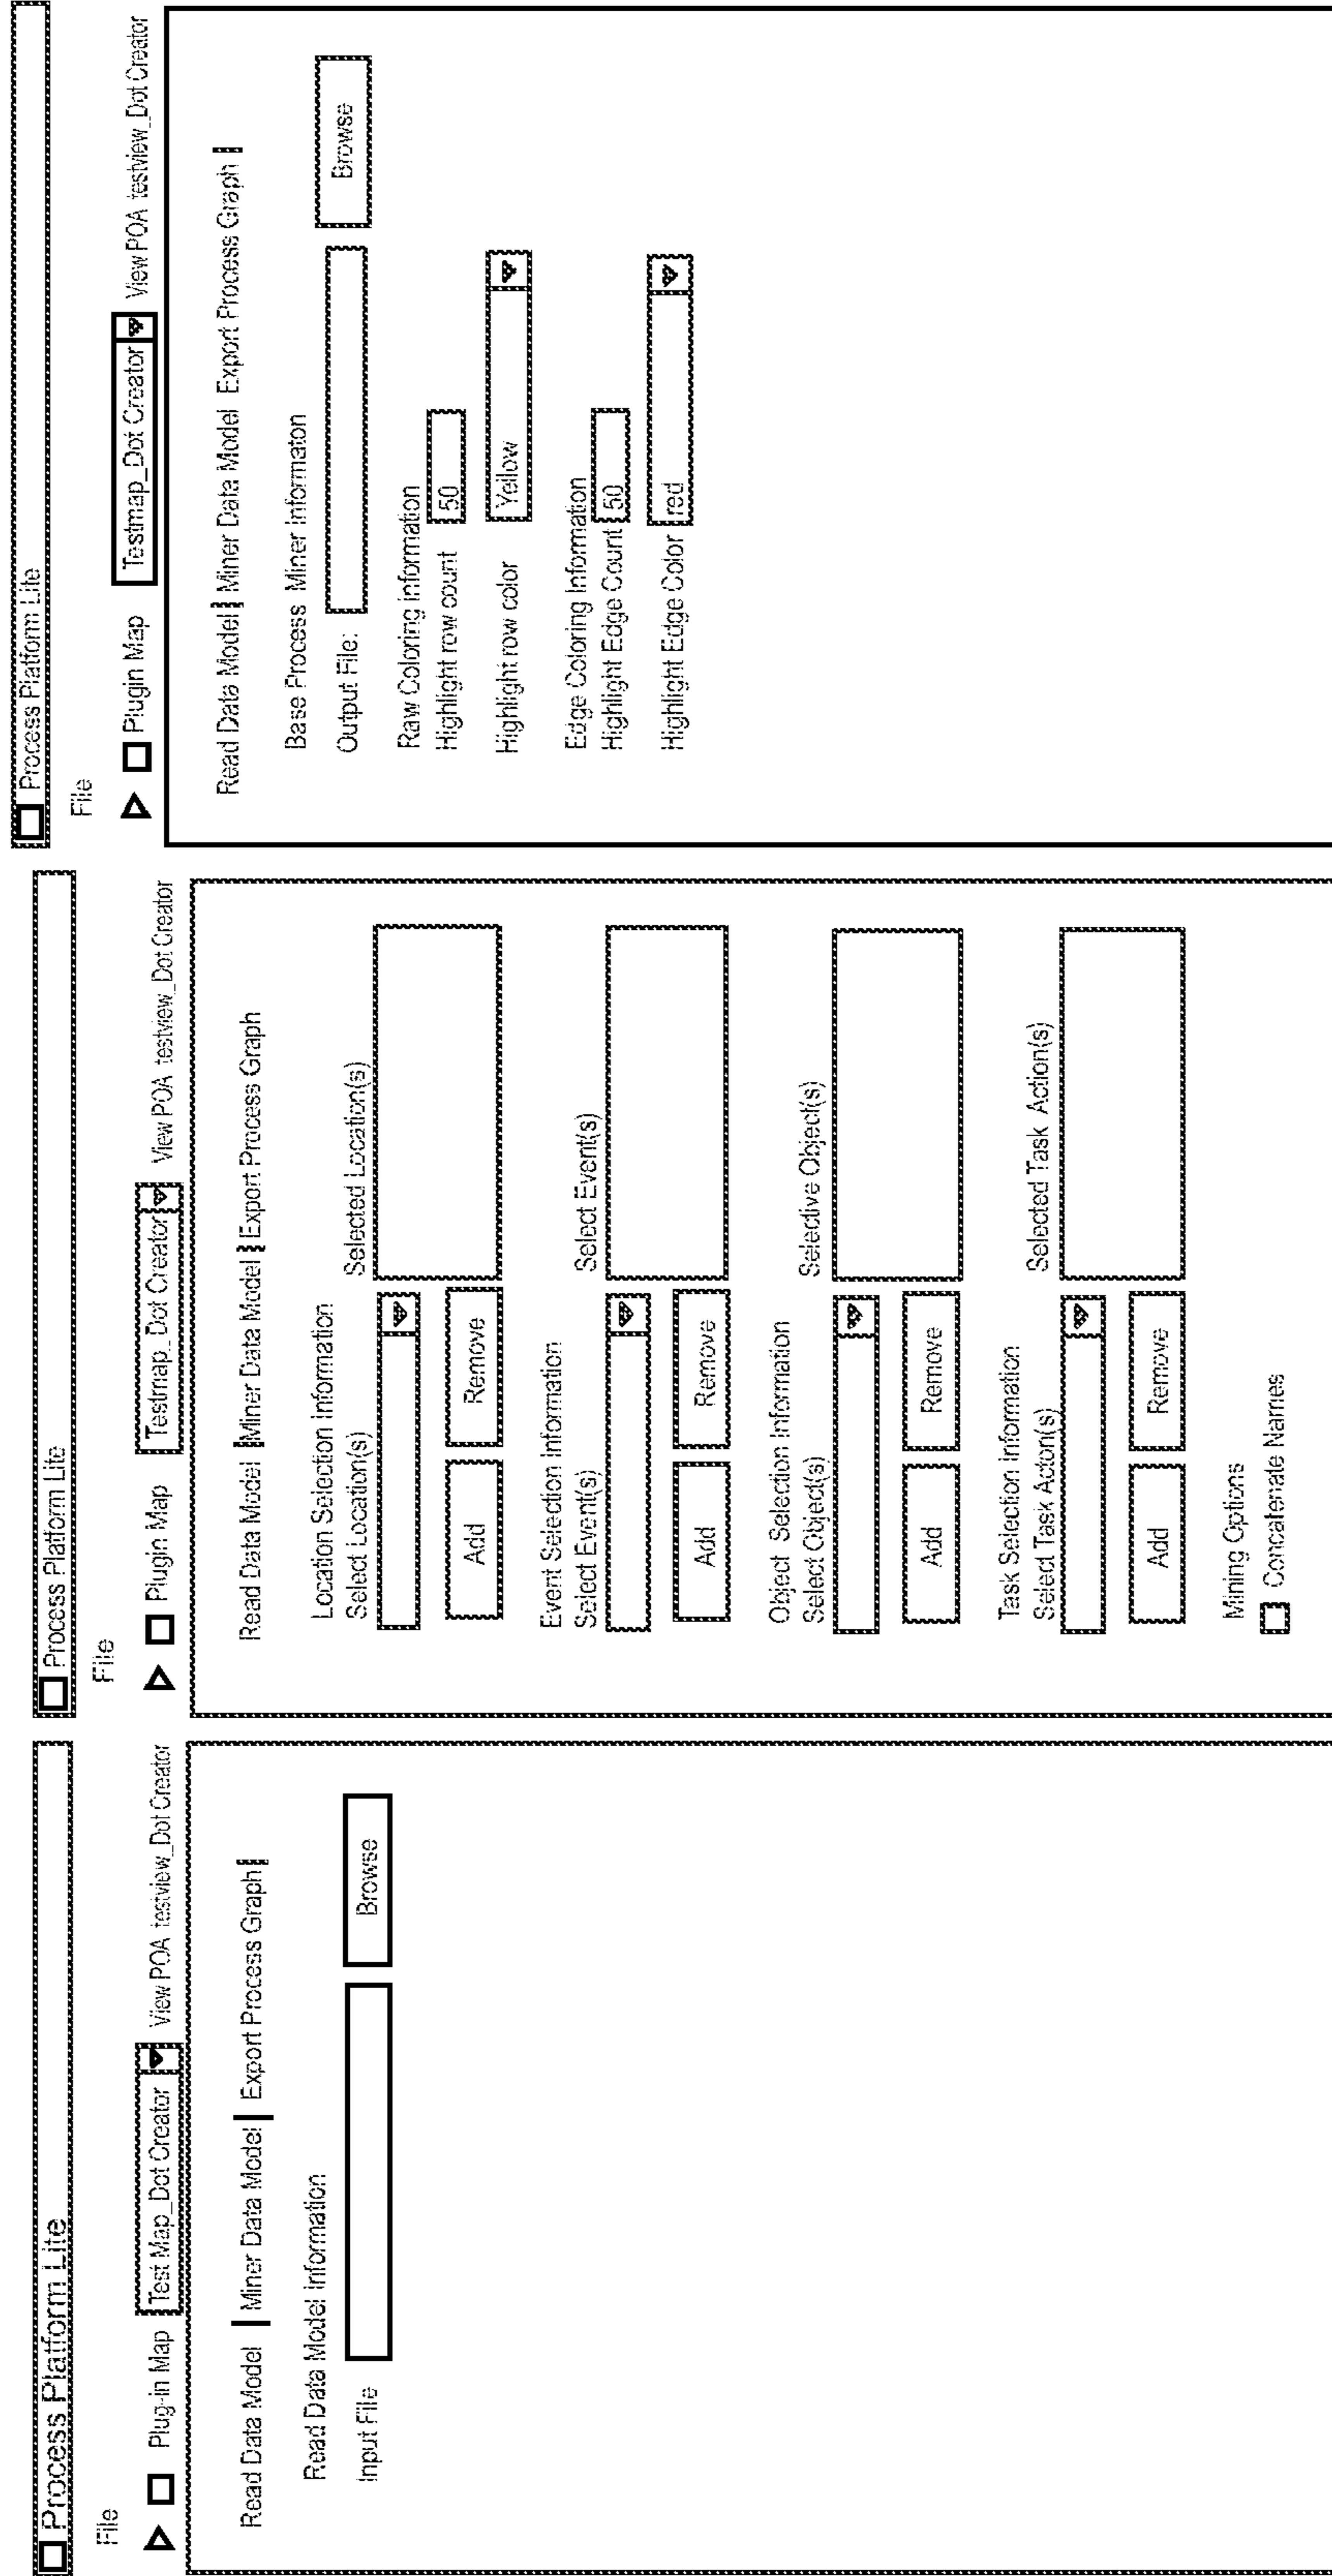 Process Platform Lite
File
Plug-in Map Test Map_Dot Creator View POA testview_Dot Creator
Read Data Model Miner Data Model Export Process Graph
Read Data Model Information
Input File Browse
Process Platform Lite
File
Plugin Map Testmap_Dot Creator View POA testview_Dot Creator
Read Data Model Miner Data Model Export Process Graph
Location Selection Information
Select Location(s) Selected Location(s)
Add Remove
Event Selection Information
Select Event(s) Select Event(s)
Add Remove
Object Selection Information
Select Object(s) Selective Object(s)
Add Remove
Task Selection Information
Select Task Acton(s) Selected Task Action(s)
Add Remove
Mining Options
Concatenate Names
Process Platform Lite
File
Plugin Map Testmap_Dot Creator View POA testview_Dot Creator
Read Data Model Miner Data Model Export Process Graph
Base Process Miner Informaton
Output File: Browse
Raw Coloring Information
Highlight row count 50
Highlight row color Yellow
Edge Coloring Information
Highlight Edge Count 50
Highlight Edge Color red